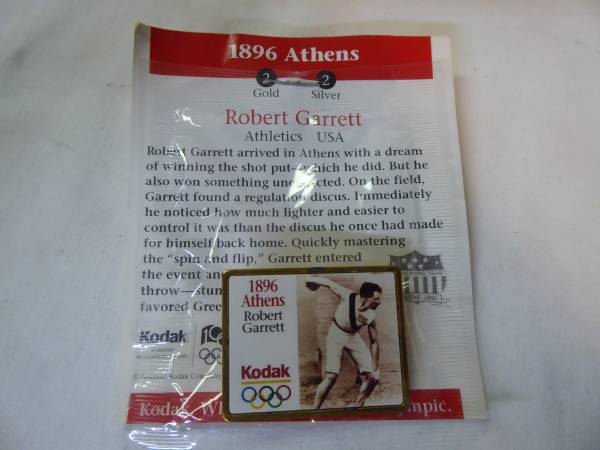 1896 Athens
2 2
Gold Silver
Robert Garrett
Athletics USA
Robert Garrett arrived in Athens with a dream
of winning the shot put—which he did. But he
also won something On the field,
Garrett found a regulation discus. Immediately
he noticed how much lighter and easier to
control it was than the discus he once had made
for himself back home. Quickly mastering
the "spin and flip," Garrett entered
the event
throw—
favored
1896
Athens
Robert
Garrett
Kodak
Kodak
Kodak Company
Kodak. ympic.